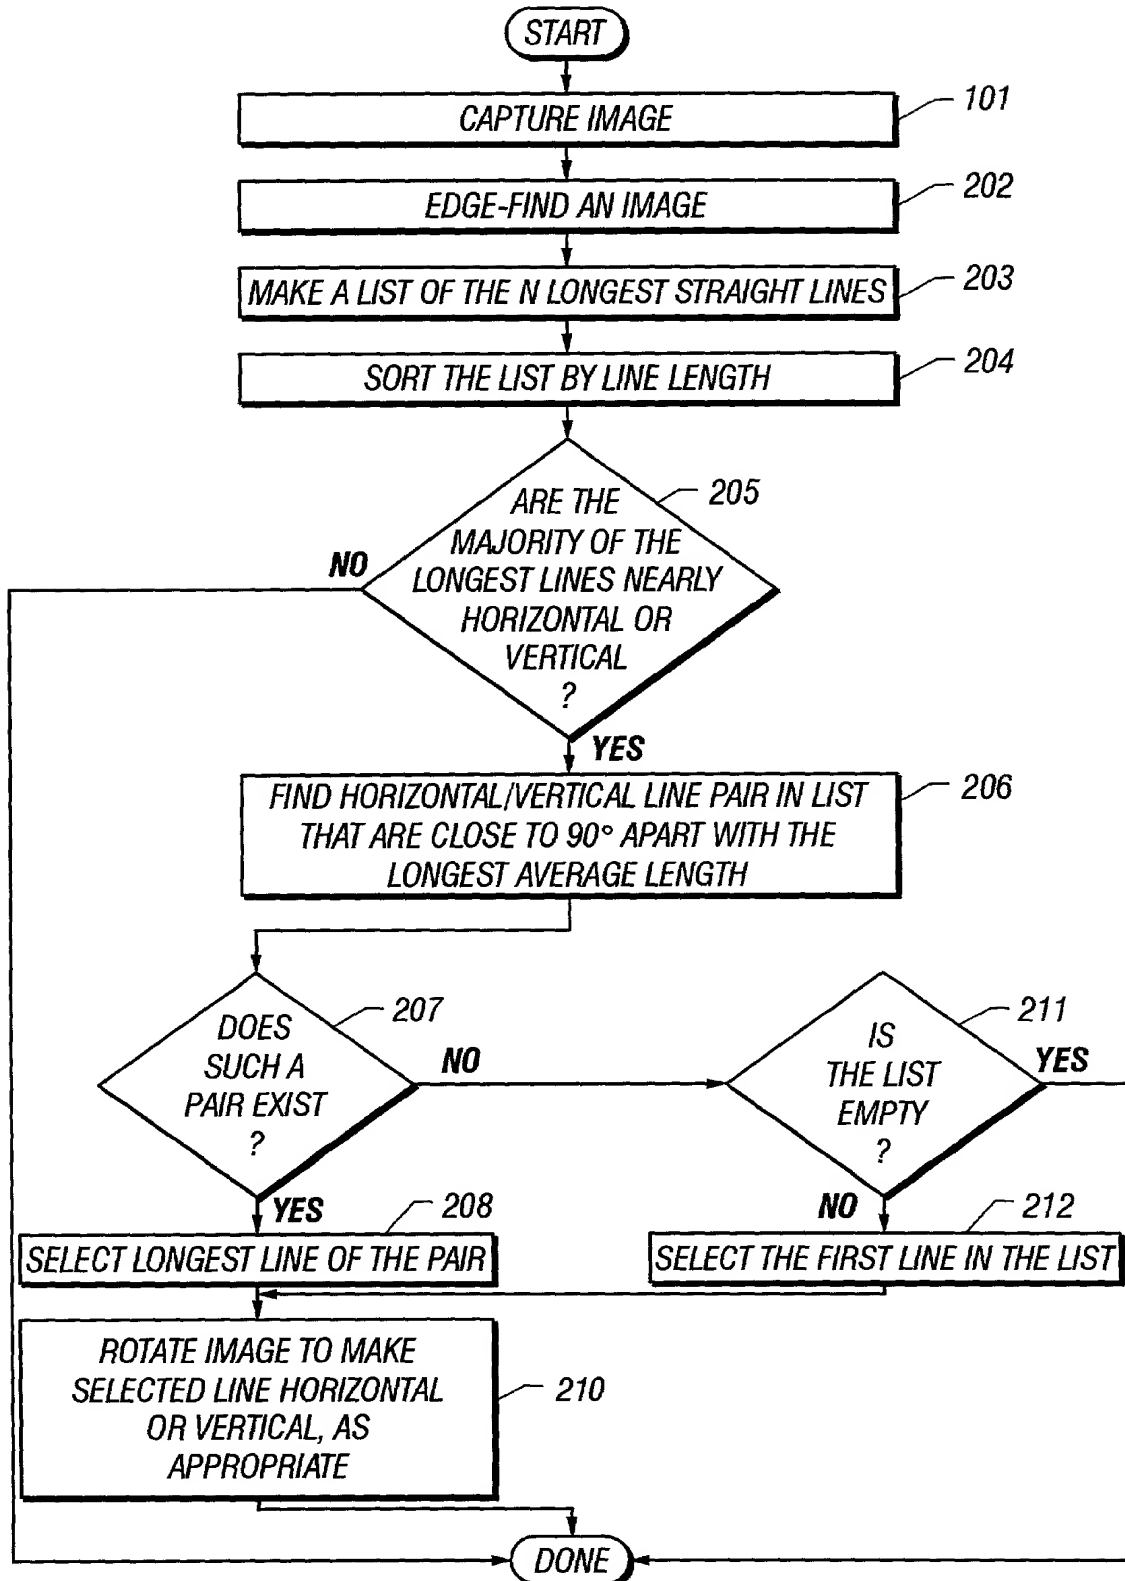 START
CAPTURE IMAGE
101
EDGE-FIND AN IMAGE
202
MAKE A LIST OF THE N LONGEST STRAIGHT LINES
203
SORT THE LIST BY LINE LENGTH
204
ARE THE
MAJORITY OF THE
LONGEST LINES NEARLY
HORIZONTAL OR
VERTICAL
?
205
NO
YES
FIND HORIZONTAL/VERTICAL LINE PAIR IN LIST
THAT ARE CLOSE TO 90° APART WITH THE
LONGEST AVERAGE LENGTH
206
DOES
SUCH A
PAIR EXIST
?
207
NO
YES
IS
THE LIST
EMPTY
?
211
YES
NO
SELECT LONGEST LINE OF THE PAIR
208
SELECT THE FIRST LINE IN THE LIST
212
ROTATE IMAGE TO MAKE
SELECTED LINE HORIZONTAL
OR VERTICAL, AS
APPROPRIATE
210
DONE